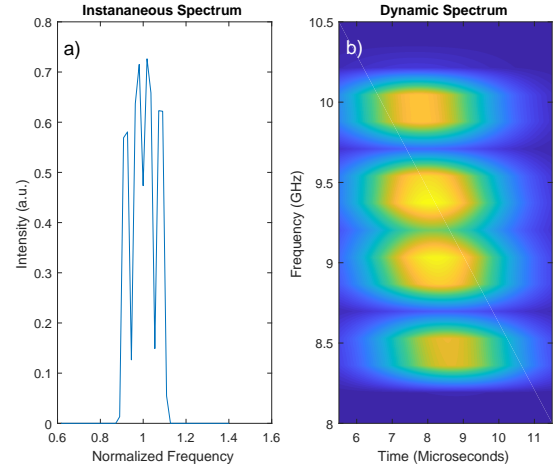 Instananeous Spectrum
a)
Intensity (a.u.)
0.8
0.7
0.6
0.5
0.4
0.3
0.2
0.1
0
0.6 0.8 1 1.2 1.4 1.6
Normalized Frequency
Dynamic Spectrum
b)
Frequency (GHz)
10.5
10
9.5
9
8.5
8
6 7 8 9 10 11
Time (Microseconds)